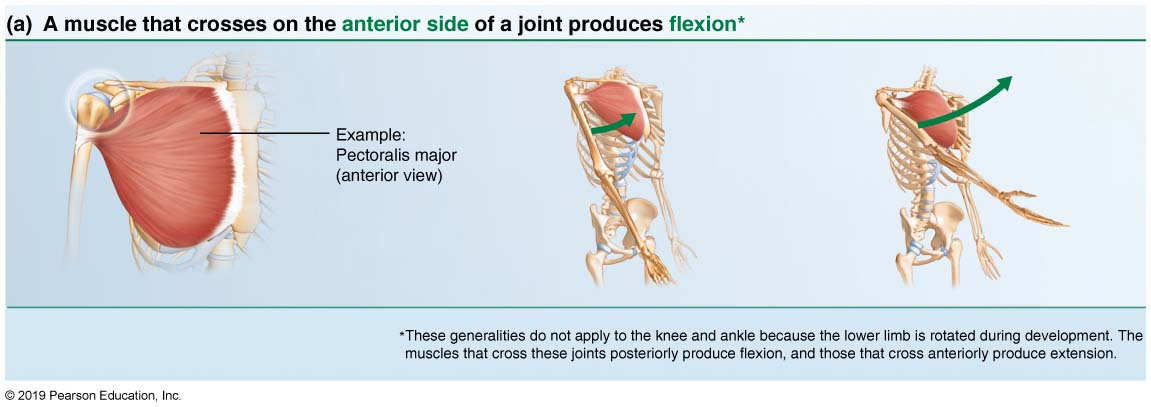 (a) A muscle that crosses on the anterior side of a joint produces flexion*
Example:
Pectoralis major
(anterior view)
*These generalities do not apply to the knee and ankle because the lower limb is rotated during development. The
muscles that cross these joints posteriorly produce flexion, and those that cross anteriorly produce extension.
© 2019 Pearson Education, Inc.